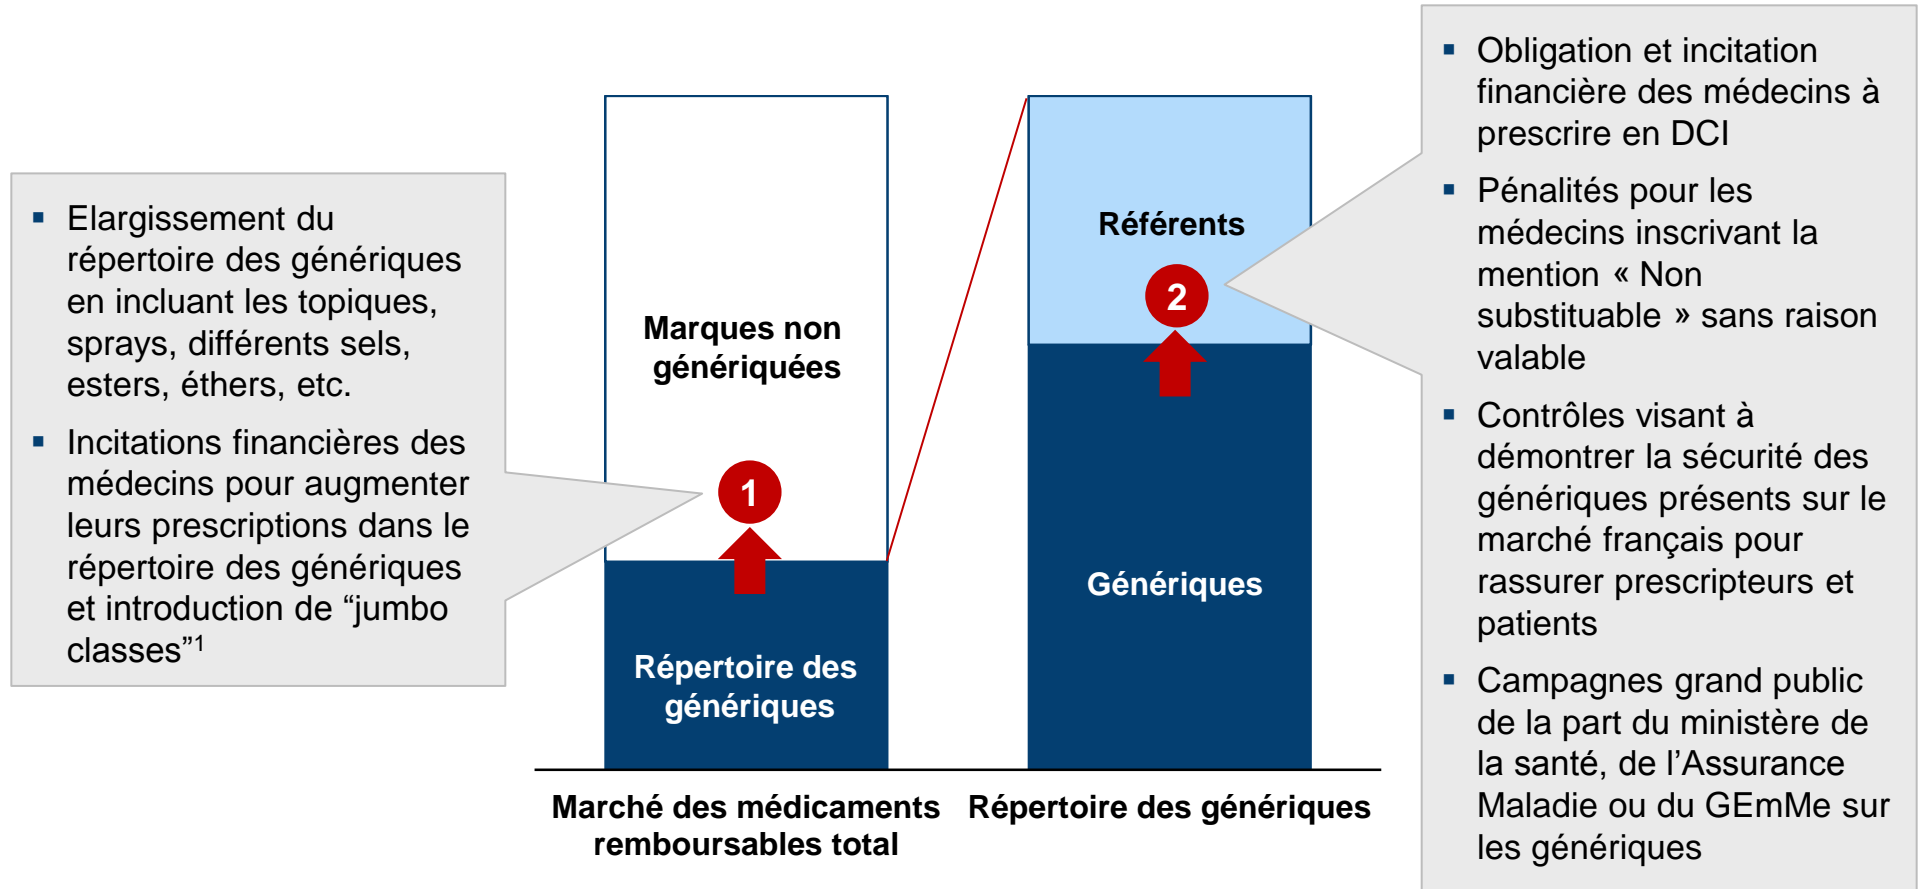 ▪ Elargissement du
répertoire des génériques
en incluant les topiques,
sprays, différents sels,
esters, éthers, etc.
▪ Incitations financières des
médecins pour augmenter
leurs prescriptions dans le
répertoire des génériques
et introduction de “jumbo
classes”1
Marques non
génériquées
1
Répertoire des
génériques
Marché des médicaments
remboursables total
Référents
2
Génériques
Répertoire des génériques
▪ Obligation et incitation
financière des médecins à
prescrire en DCI
▪ Pénalités pour les
médecins inscrivant la
mention « Non
substituable » sans raison
valable
▪ Contrôles visant à
démontrer la sécurité des
génériques présents sur le
marché français pour
rassurer prescripteurs et
patients
▪ Campagnes grand public
de la part du ministère de
la santé, de l’Assurance
Maladie ou du GEmMe sur
les génériques